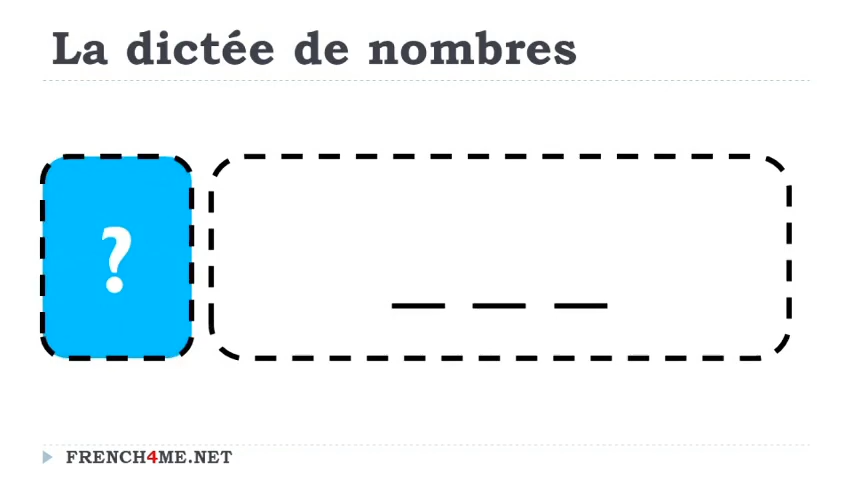 La dictée de nombres
?
_ _ _
FRENCH4ME.NET